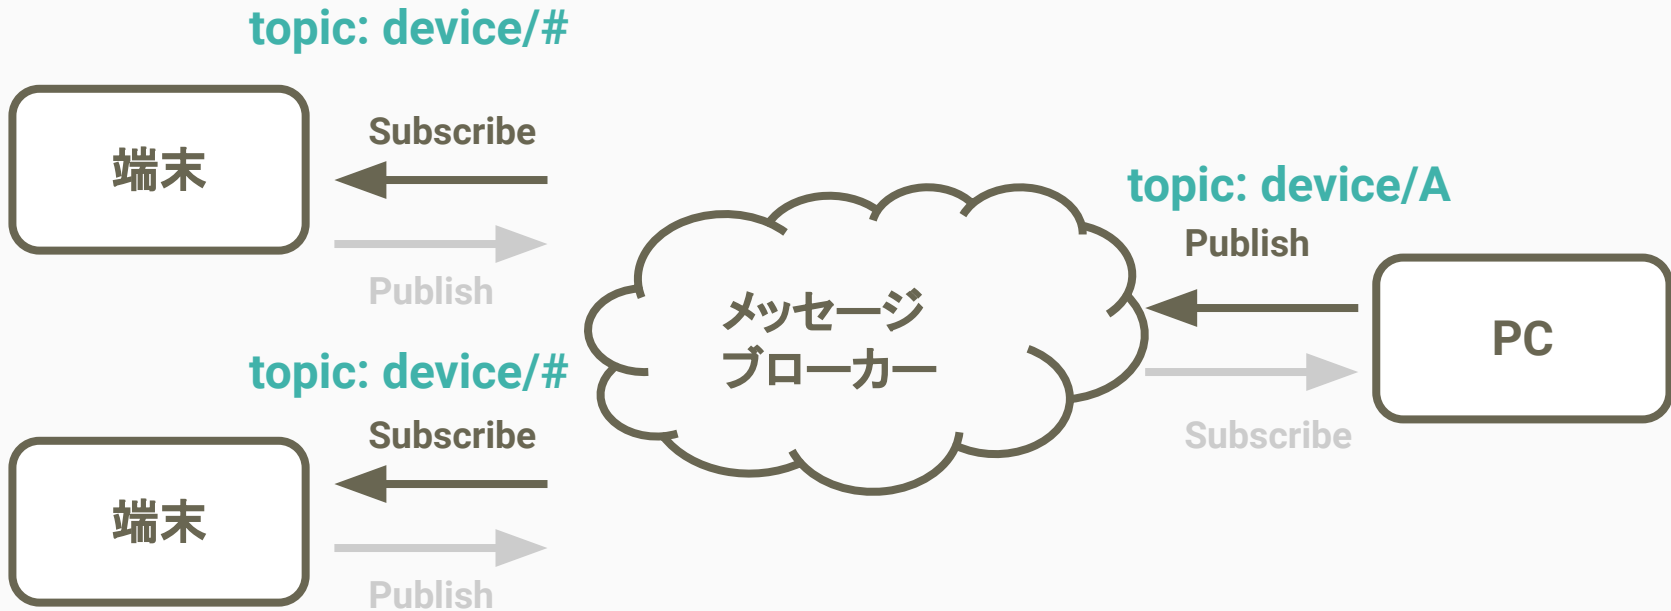 topic: device/#
端末
Subscribe
Publish
topic: device/#
Subscribe
端末
Publish
メッセージ
ブローカー
topic: device/A
Publish
PC
Subscribe